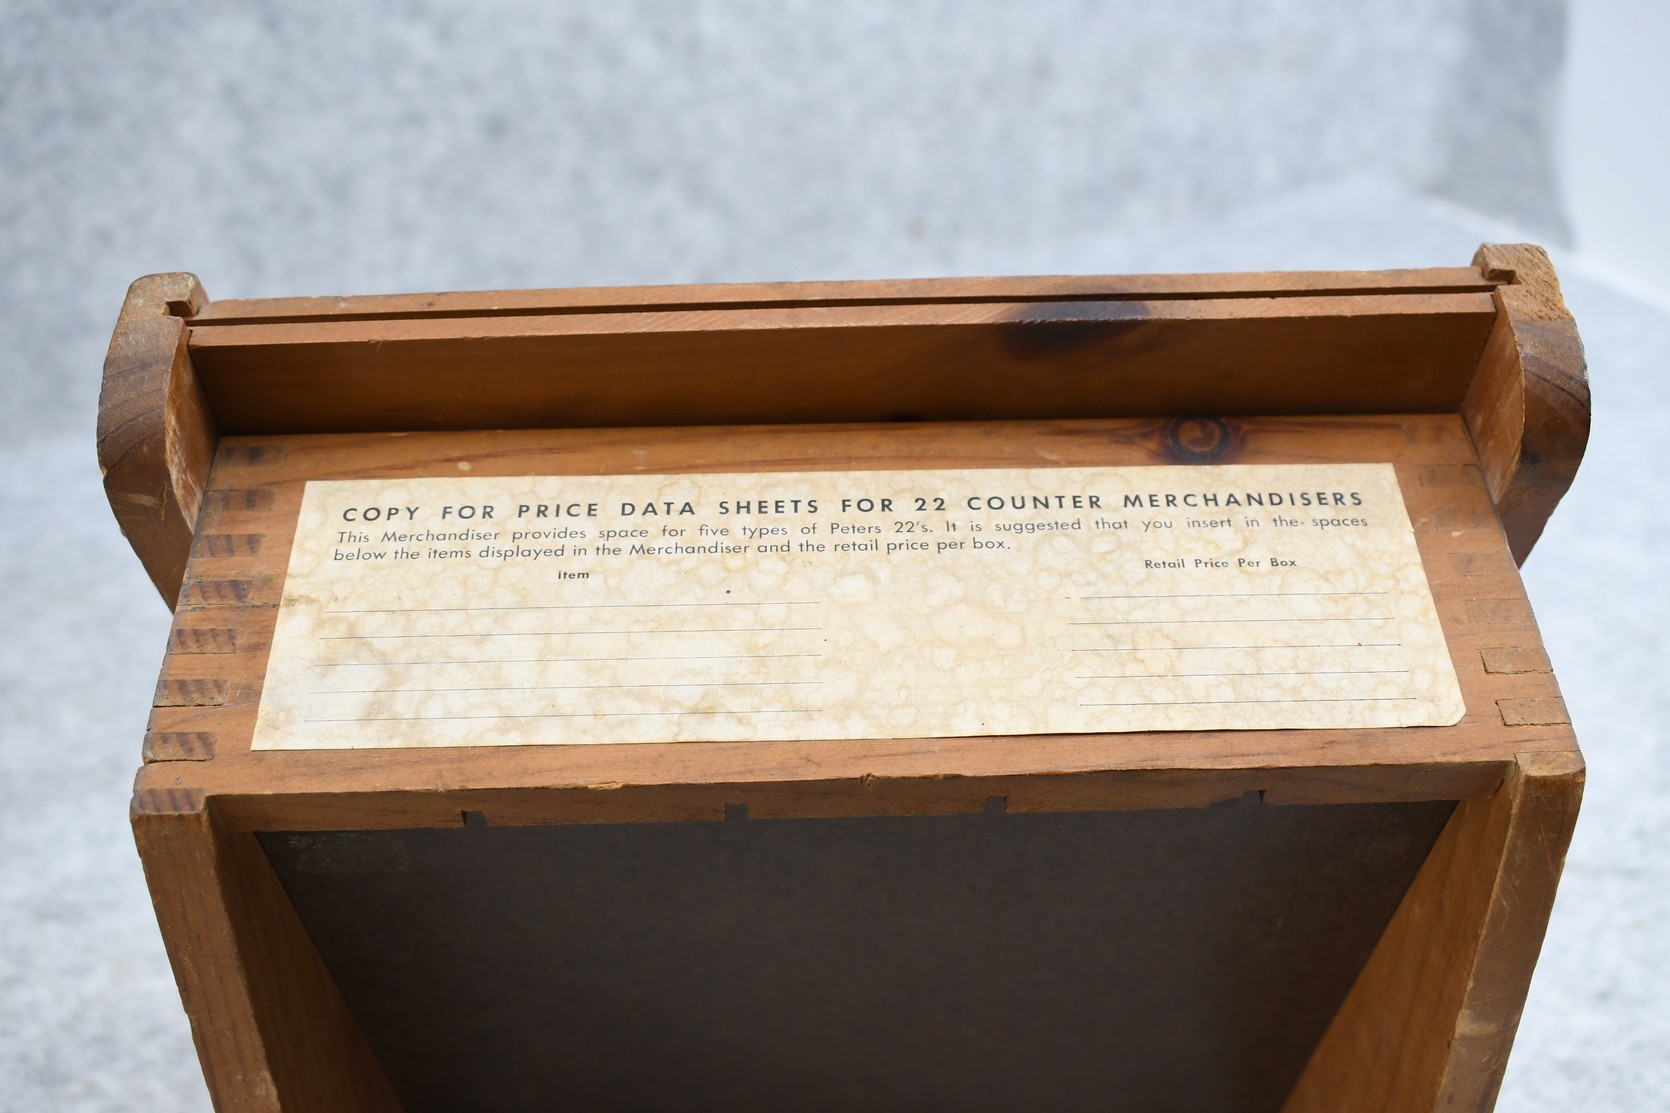 COPY FOR PRICE DATA SHEETS FOR 22 COUNTER MERCHANDISERS
This Merchandiser provides space for five types of Peters 22's. It is suggested that you insert in the spaces
below the items displayed in the Merchandiser and the retail price per box.
Item Retail Price Per Box